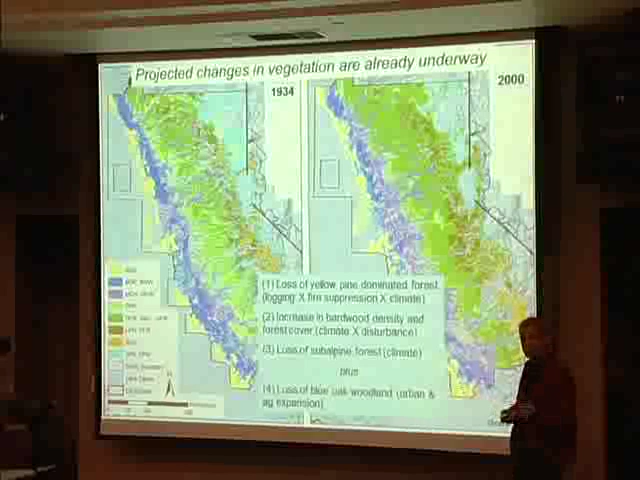 Projected changes in vegetation are already underway
1934
2000
(1) Loss of yellow pine dominated forest
(logging X fire suppression X climate)
(2) Increase in hardwood density and
forest cover (climate X disturbance)
(3) Loss of subalpine forest (climate)
plus
(4) Loss of blue oak woodland (urban &
ag expansion)
N